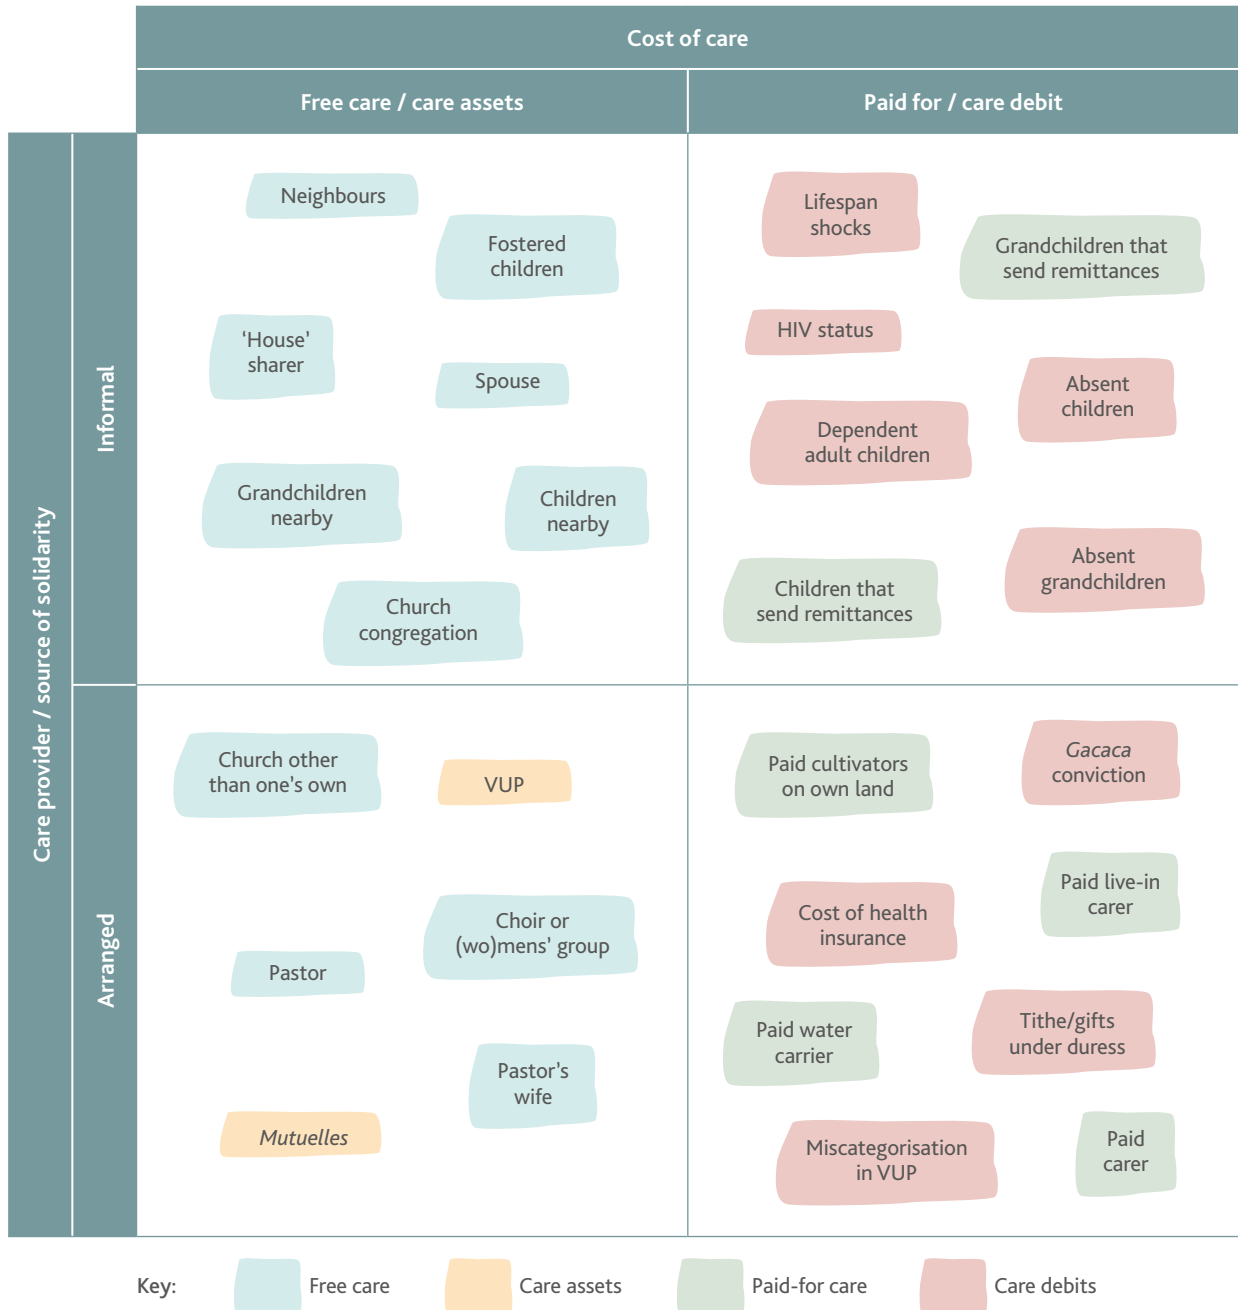 Cost of care
Free care / care assets
Paid for / care debit
Care provider / source of solidarity
Informal
Neighbours
Fostered
children
‘House’
sharer
Spouse
Grandchildren
nearby
Children
nearby
Church
congregation
Lifespan
shocks
Grandchildren that
send remittances
HIV status
Absent
children
Dependent
adult children
Absent
grandchildren
Children that
send remittances
Arranged
Church other
than one’s own
VUP
Choir or
(wo)mens’ group
Pastor
Pastor’s
wife
Mutuelles
Paid cultivators
on own land
Gacaca
conviction
Paid live-in
carer
Cost of health
insurance
Paid water
carrier
Tithe/gifts
under duress
Miscategorisation
in VUP
Paid
carer
Key:
Free care
Care assets
Paid-for care
Care debits